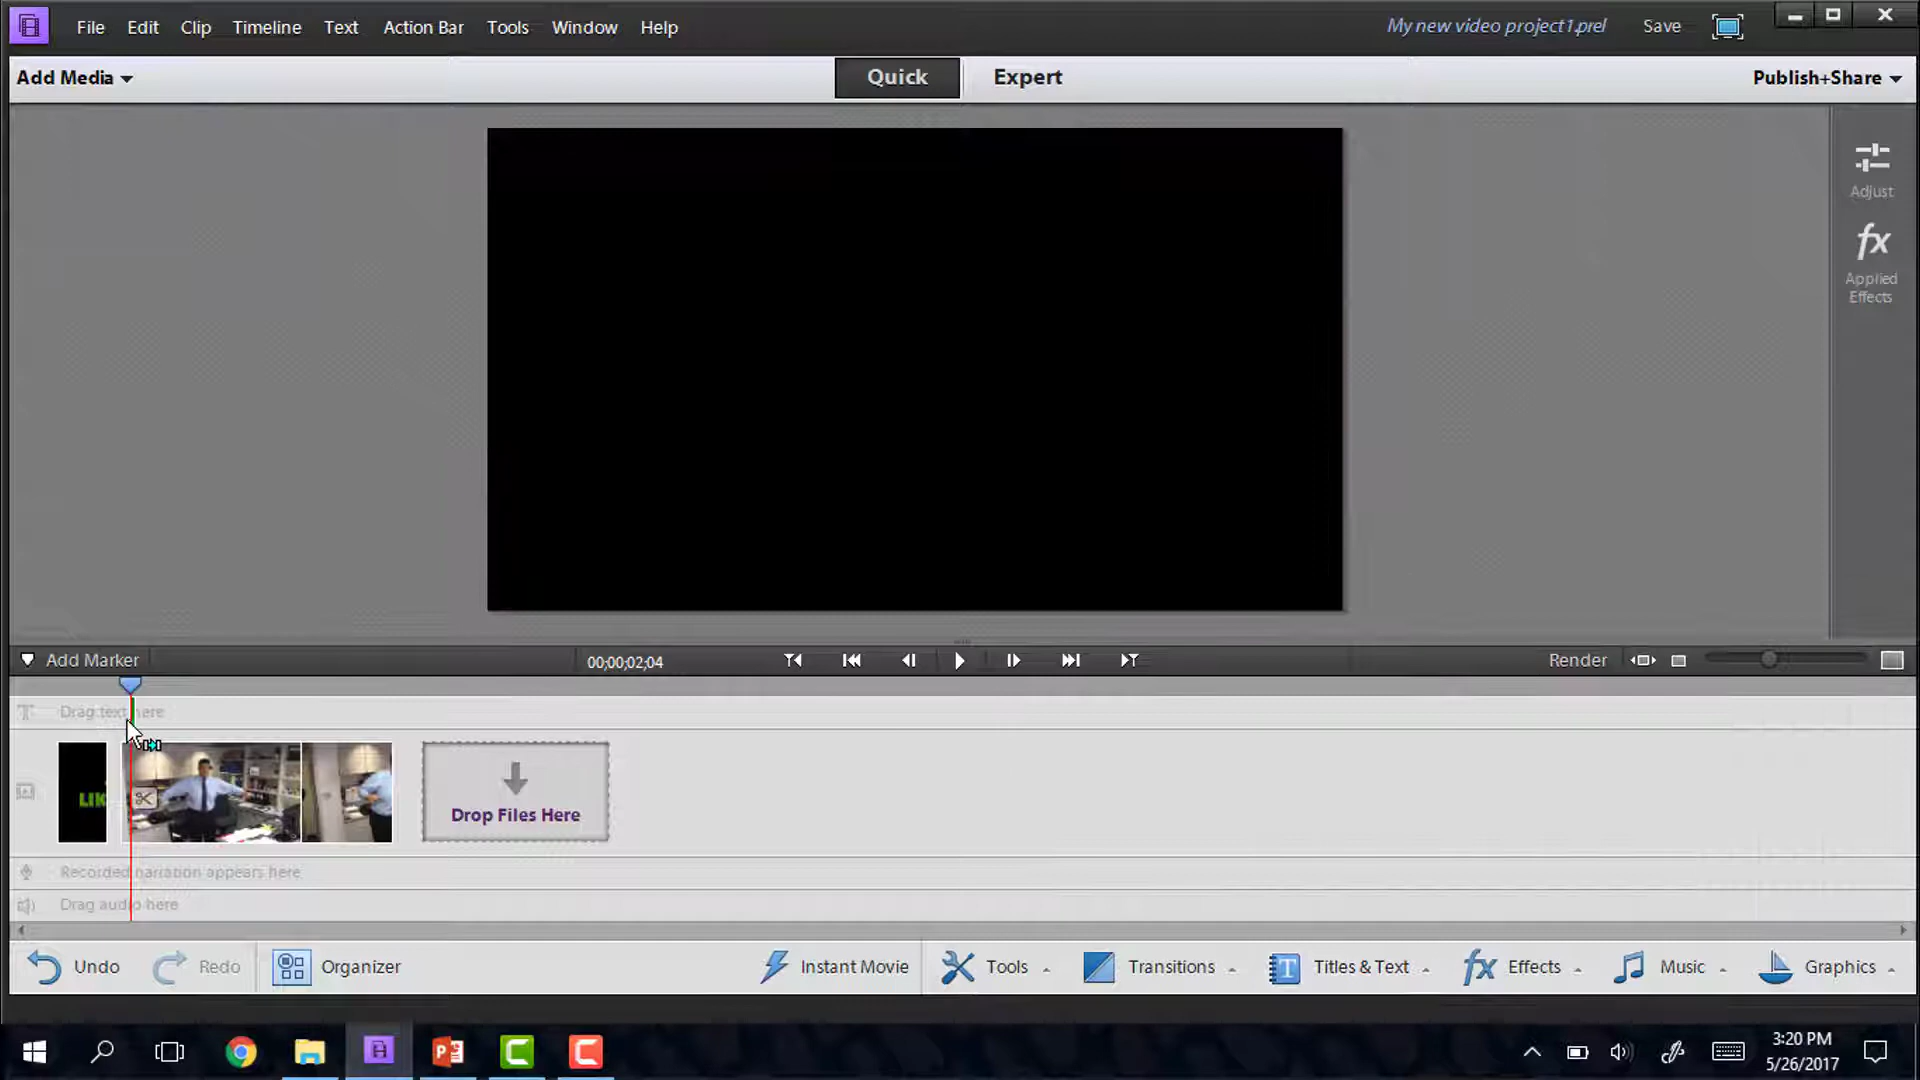 File Edit Clip Timeline Text Action Bar Tools Window Help My new video project1.prel Save
Add Media Quick Expert Publish+Share
Adjust
fx
Applied
Effects
Add Marker 00;00;02;04 Render
T Drag text here
LIK
Drop Files Here
Recorded narration appears here
Drag audio here
Undo Redo Organizer Instant Movie Tools Transitions T Titles & Text fx Effects Music Graphics
3:20 PM
5/26/2017